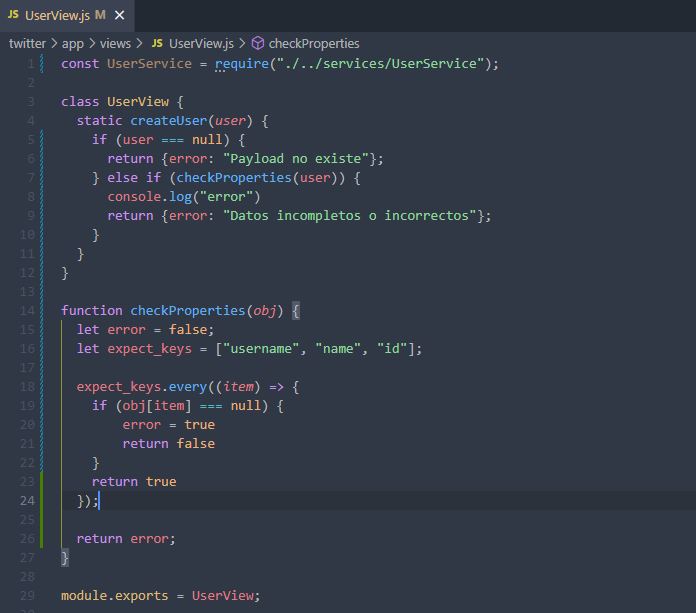 JS UserView.js M ×
twitter > app > views > JS UserView.js > checkProperties
1 const UserService = require("./../services/UserService");
2
3 class UserView {
4   static createUser(user) {
5     if (user === null) {
6       return {error: "Payload no existe"};
7     } else if (checkProperties(user)) {
8       console.log("error")
9       return {error: "Datos incompletos o incorrectos"};
10     }
11   }
12 }
13
14 function checkProperties(obj) {
15   let error = false;
16   let expect_keys = ["username", "name", "id"];
17
18   expect_keys.every((item) => {
19     if (obj[item] === null) {
20         error = true
21         return false
22     }
23     return true
24   });
25
26   return error;
27 }
28
29 module.exports = UserView;